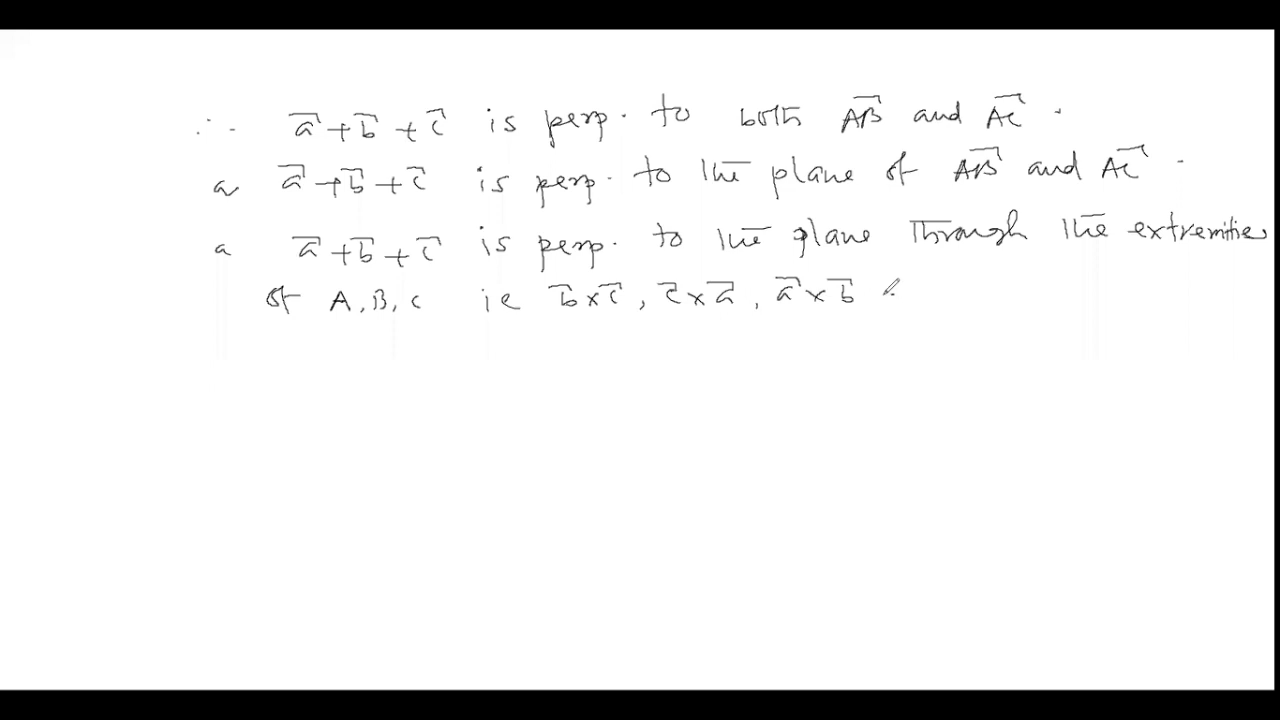 ∴ a⃗ + b⃗ + c⃗ is perp. to both AB⃗ and AC⃗ .
a a⃗ + b⃗ + c⃗ is perp. to the plane of AB⃗ and AC⃗ .
a a⃗ + b⃗ + c⃗ is perp. to the plane through the extremities
of A, B, C ie b⃗ × c⃗ , c⃗ × a⃗ , a⃗ × b⃗